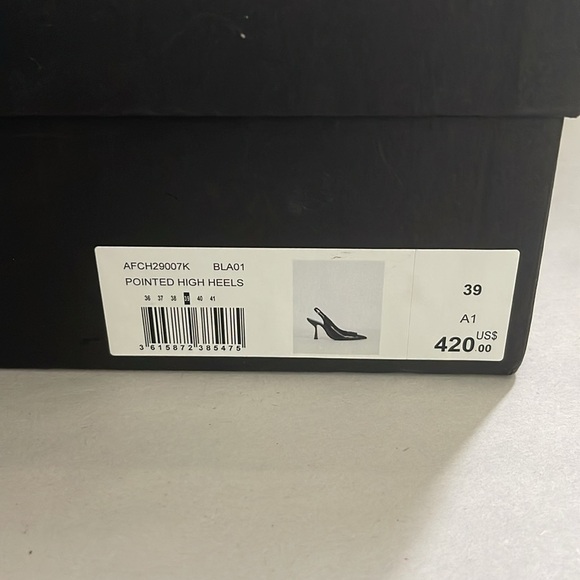 AFCH29007K BLA01
POINTED HIGH HEELS
36 37 38 39 40 41
3 615872 385475
39
A1
US$
420.00